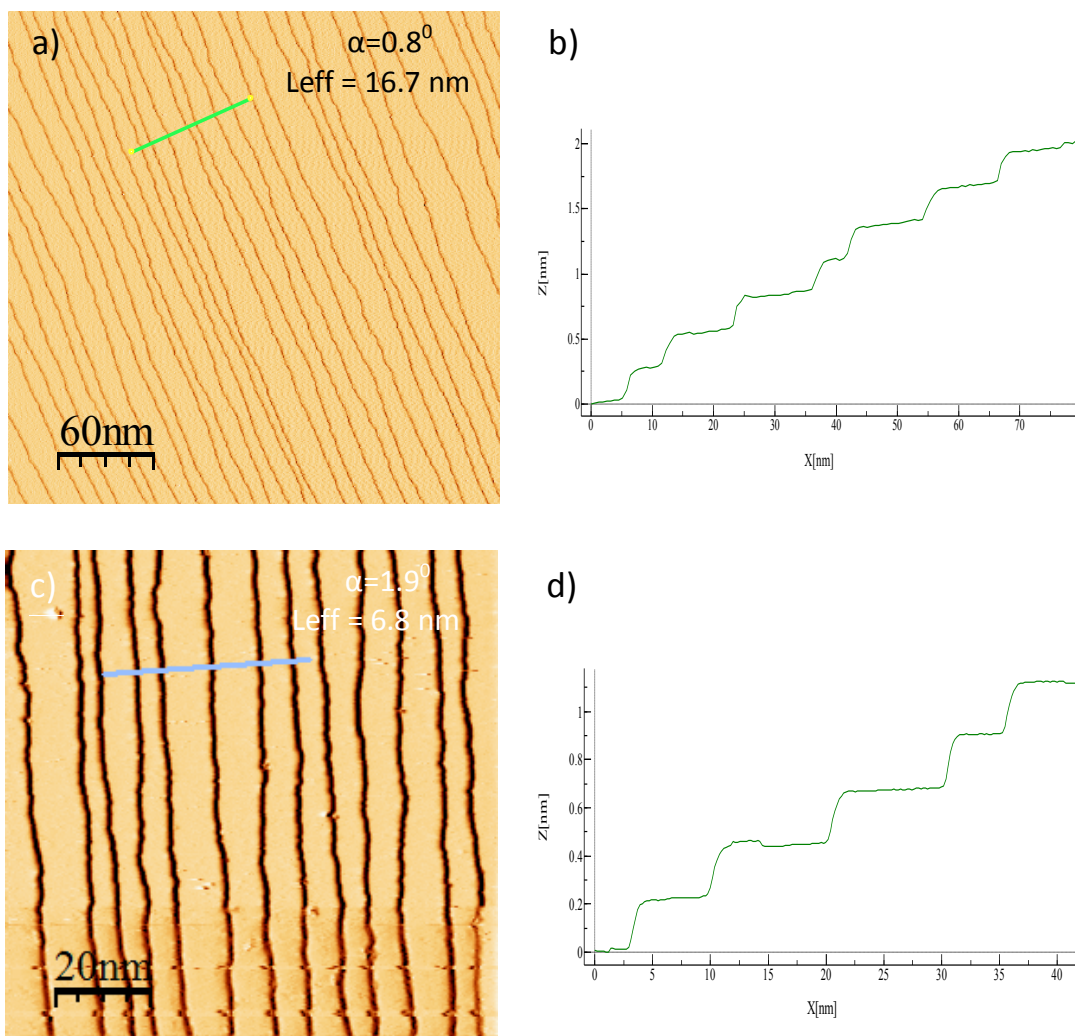 a)
α=0.8⁰
Leff = 16.7 nm
60nm
b)
Z[nm]
2
1.5
1
0.5
0
0 10 20 30 40 50 60 70
X[nm]
c)
α=1.9⁰
Leff = 6.8 nm
20nm
d)
Z[nm]
1
0.8
0.6
0.4
0.2
0
0 5 10 15 20 25 30 35 40
X[nm]